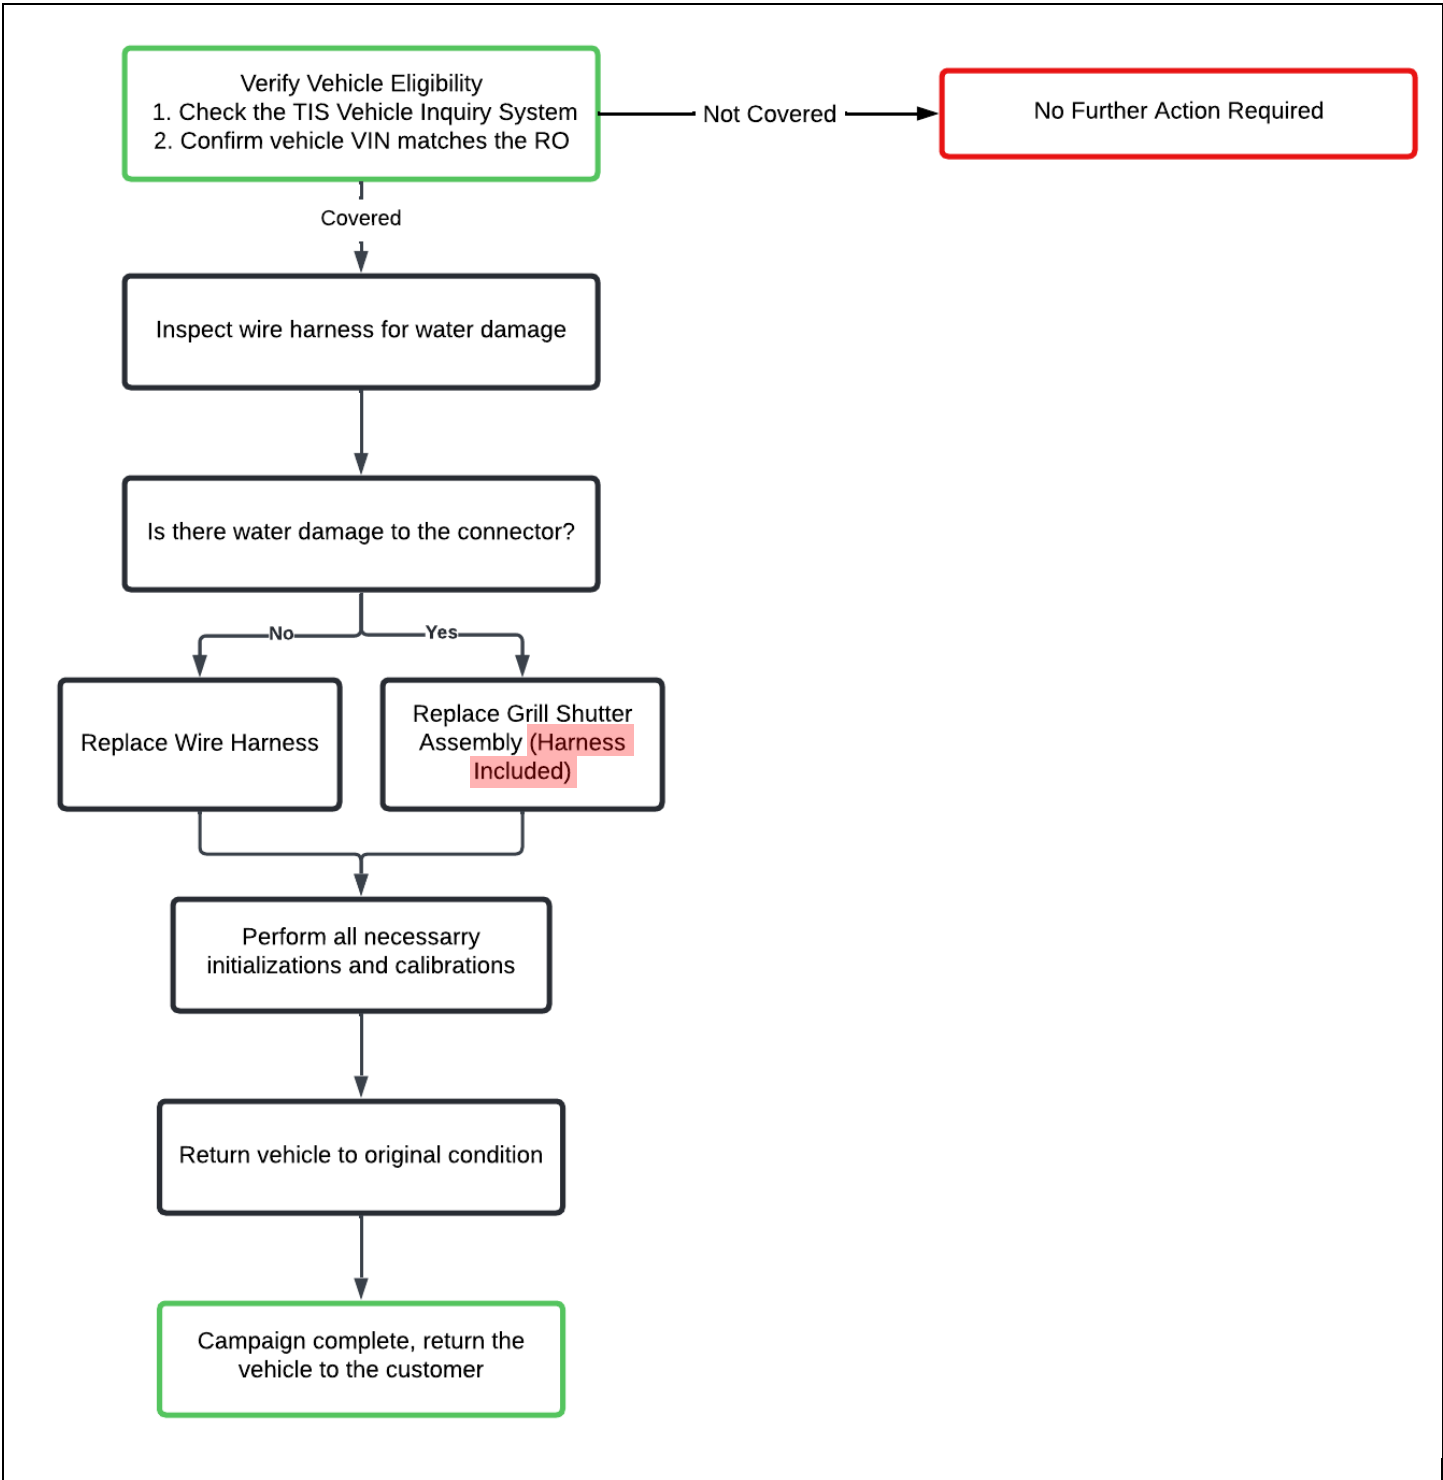 Verify Vehicle Eligibility
1. Check the TIS Vehicle Inquiry System
2. Confirm vehicle VIN matches the RO
Not Covered
No Further Action Required
Covered
Inspect wire harness for water damage
Is there water damage to the connector?
No
Yes
Replace Wire Harness
Replace Grill Shutter
Assembly (Harness
Included)
Perform all necessarry
initializations and calibrations
Return vehicle to original condition
Campaign complete, return the
vehicle to the customer